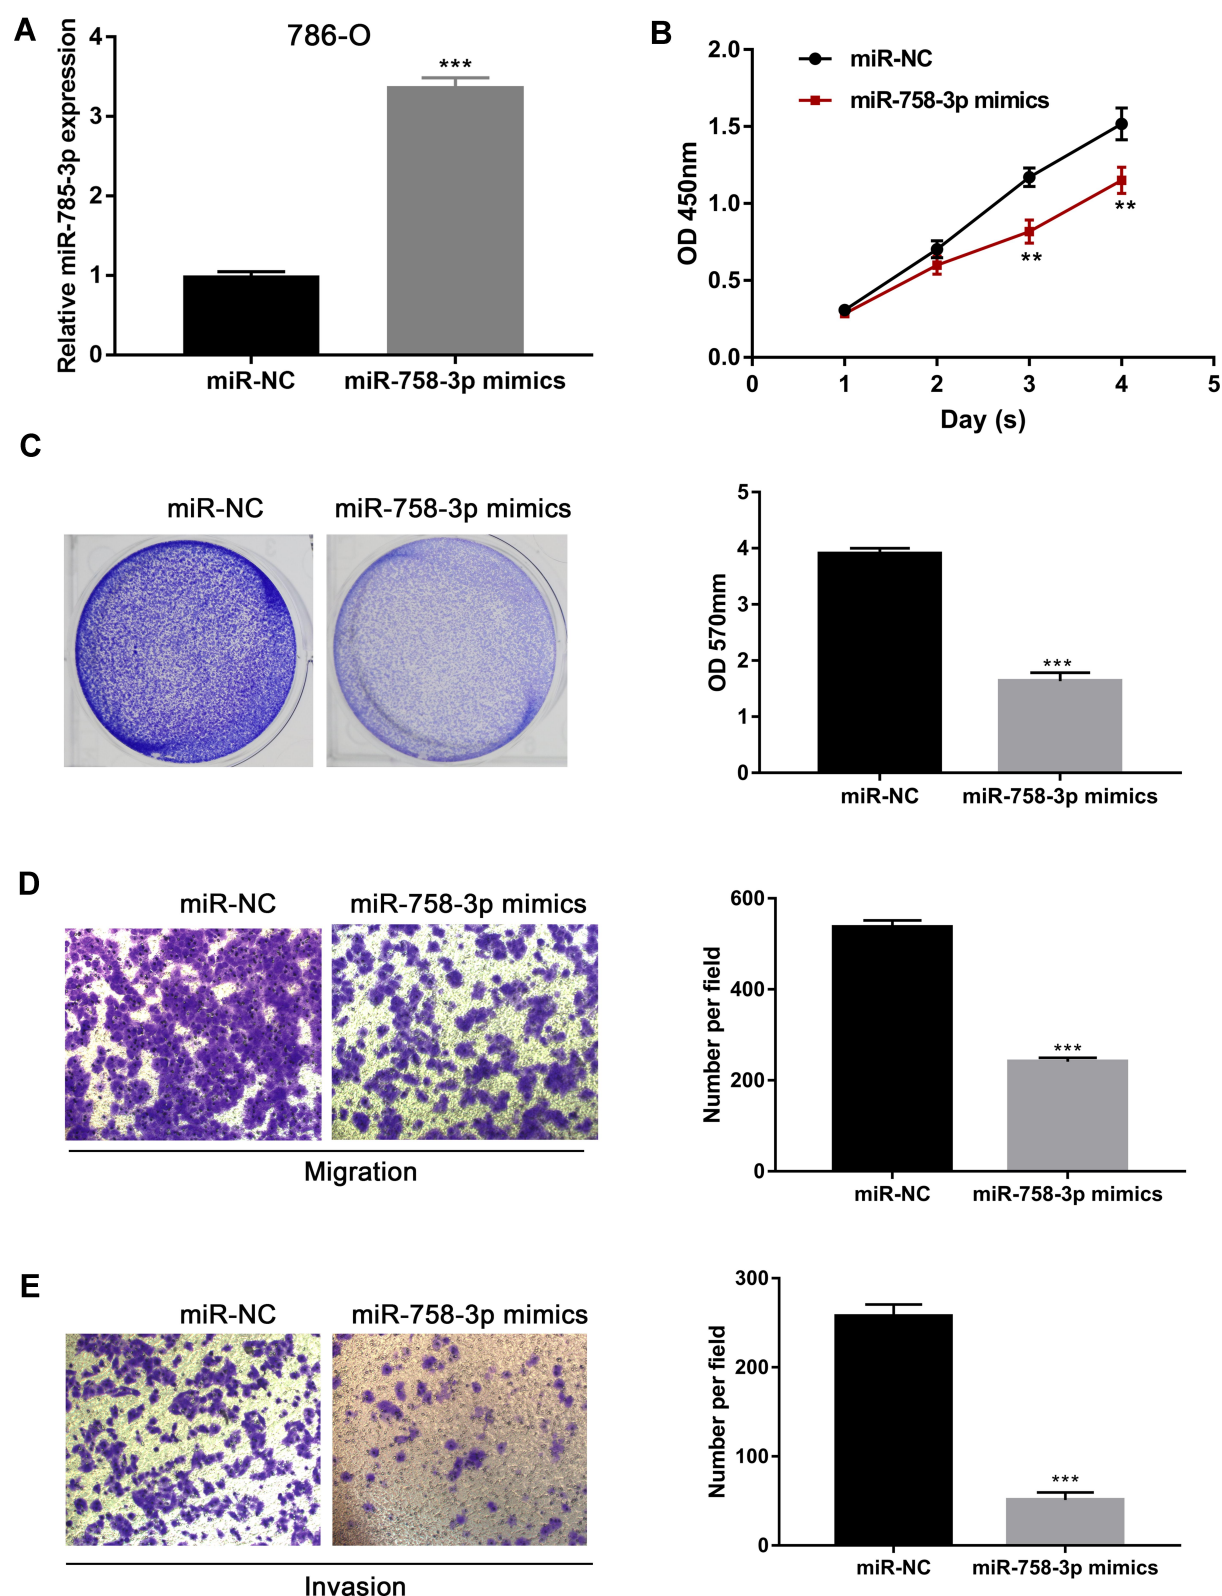 A
786-O
Relative miR-785-3p expression
4
3
2
1
0
***
miR-NC
miR-758-3p mimics
B
miR-NC
miR-758-3p mimics
OD 450nm
2.0
1.5
1.0
0.5
0.0
**
**
0
1
2
3
4
5
Day (s)
C
miR-NC
miR-758-3p mimics
OD 570mm
5
4
3
2
1
0
***
miR-NC
miR-758-3p mimics
D
miR-NC
miR-758-3p mimics
Migration
Number per field
600
400
200
0
***
miR-NC
miR-758-3p mimics
E
miR-NC
miR-758-3p mimics
Invasion
Number per field
300
200
100
0
***
miR-NC
miR-758-3p mimics